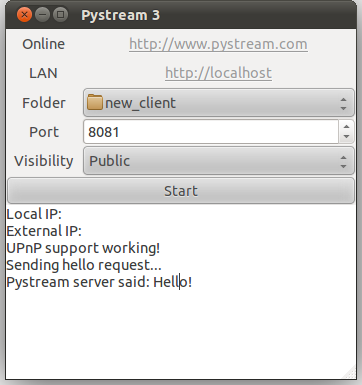 Pystream 3
Online http://www.pystream.com
LAN http://localhost
Folder new_client
Port 8081
Visibility Public
Start
Local IP:
External IP:
UPnP support working!
Sending hello request...
Pystream server said: Hello!